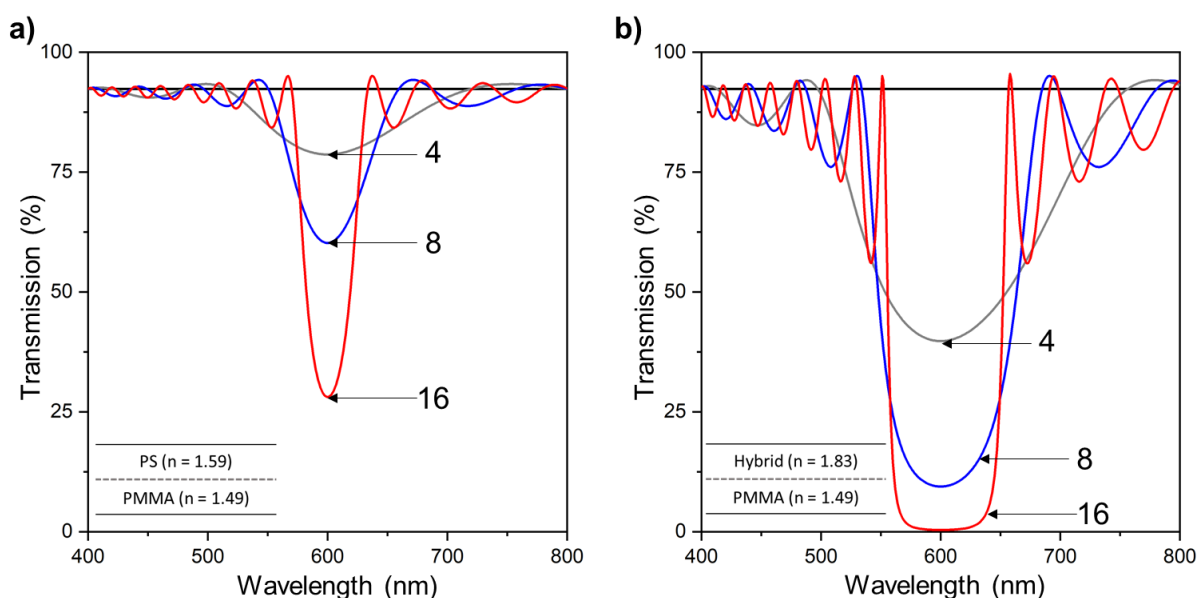 a)
100
75
50
25
0
Transmission (%)
4
8
16
PS (n = 1.59)
PMMA (n = 1.49)
400 500 600 700 800
Wavelength (nm)
b)
100
75
50
25
0
Transmission (%)
4
8
16
Hybrid (n = 1.83)
PMMA (n = 1.49)
400 500 600 700 800
Wavelength (nm)